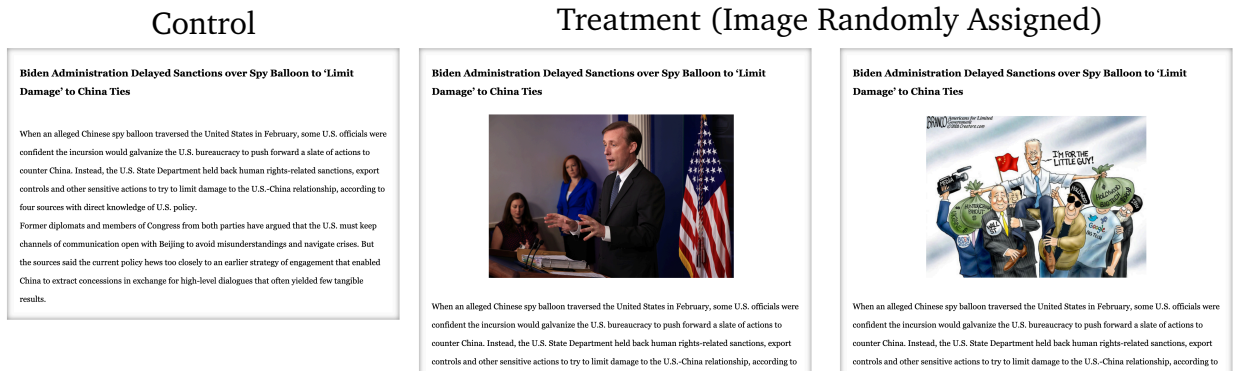 Control
Treatment (Image Randomly Assigned)
Biden Administration Delayed Sanctions over Spy Balloon to ‘Limit
Damage’ to China Ties
When an alleged Chinese spy balloon traversed the United States in February, some U.S. officials were
confident the incursion would galvanize the U.S. bureaucracy to push forward a slate of actions to
counter China. Instead, the U.S. State Department held back human rights-related sanctions, export
controls and other sensitive actions to try to limit damage to the U.S.-China relationship, according to
four sources with direct knowledge of U.S. policy.
Former diplomats and members of Congress from both parties have argued that the U.S. must keep
channels of communication open with Beijing to avoid misunderstandings and navigate crises. But
the sources said the current policy hews too closely to an earlier strategy of engagement that enabled
China to extract concessions in exchange for high-level dialogues that often yielded few tangible
results.
Biden Administration Delayed Sanctions over Spy Balloon to ‘Limit
Damage’ to China Ties
When an alleged Chinese spy balloon traversed the United States in February, some U.S. officials were
confident the incursion would galvanize the U.S. bureaucracy to push forward a slate of actions to
counter China. Instead, the U.S. State Department held back human rights-related sanctions, export
controls and other sensitive actions to try to limit damage to the U.S.-China relationship, according to
Biden Administration Delayed Sanctions over Spy Balloon to ‘Limit
Damage’ to China Ties
BRANCO
Americans for Limited
Government
Creators.com
I'M FOR THE
LITTLE GUY!
HOLLYWOOD
WALL
ST
Google
BIG TECH
When an alleged Chinese spy balloon traversed the United States in February, some U.S. officials were
confident the incursion would galvanize the U.S. bureaucracy to push forward a slate of actions to
counter China. Instead, the U.S. State Department held back human rights-related sanctions, export
controls and other sensitive actions to try to limit damage to the U.S.-China relationship, according to